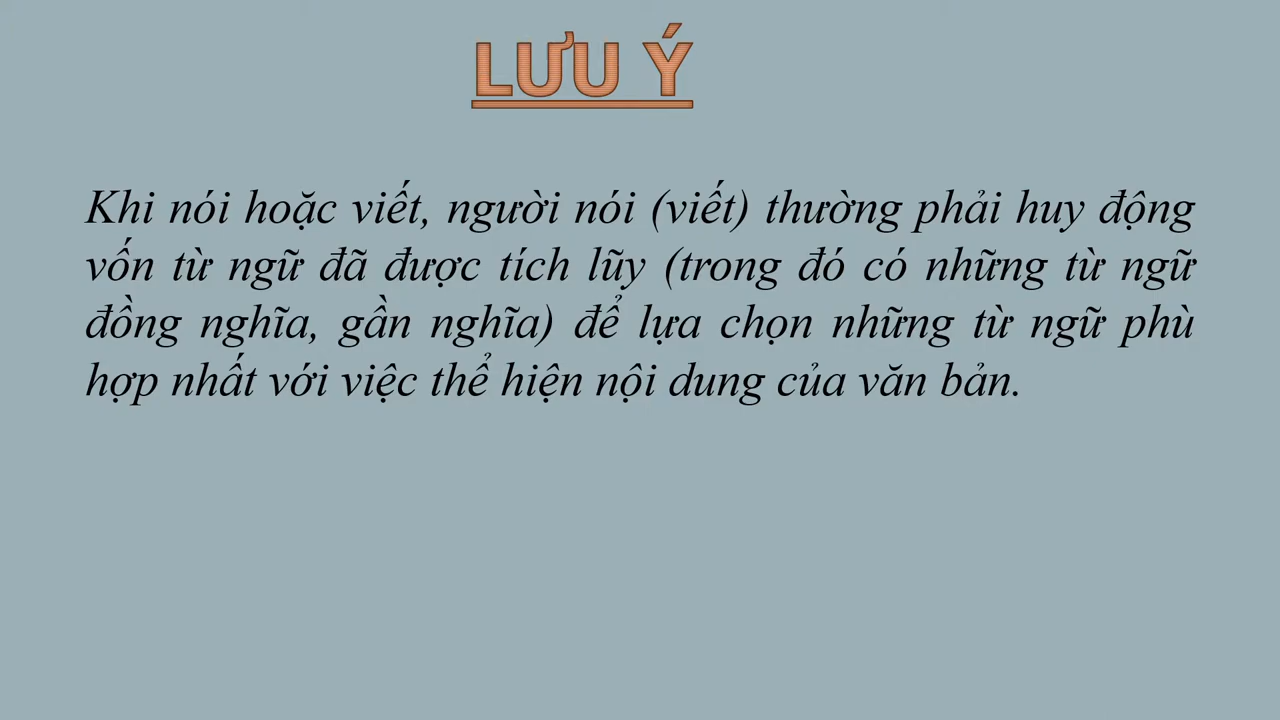 LƯU Ý
Khi nói hoặc viết, người nói (viết) thường phải huy động
vốn từ ngữ đã được tích lũy (trong đó có những từ ngữ
đồng nghĩa, gần nghĩa) để lựa chọn những từ ngữ phù
hợp nhất với việc thể hiện nội dung của văn bản.